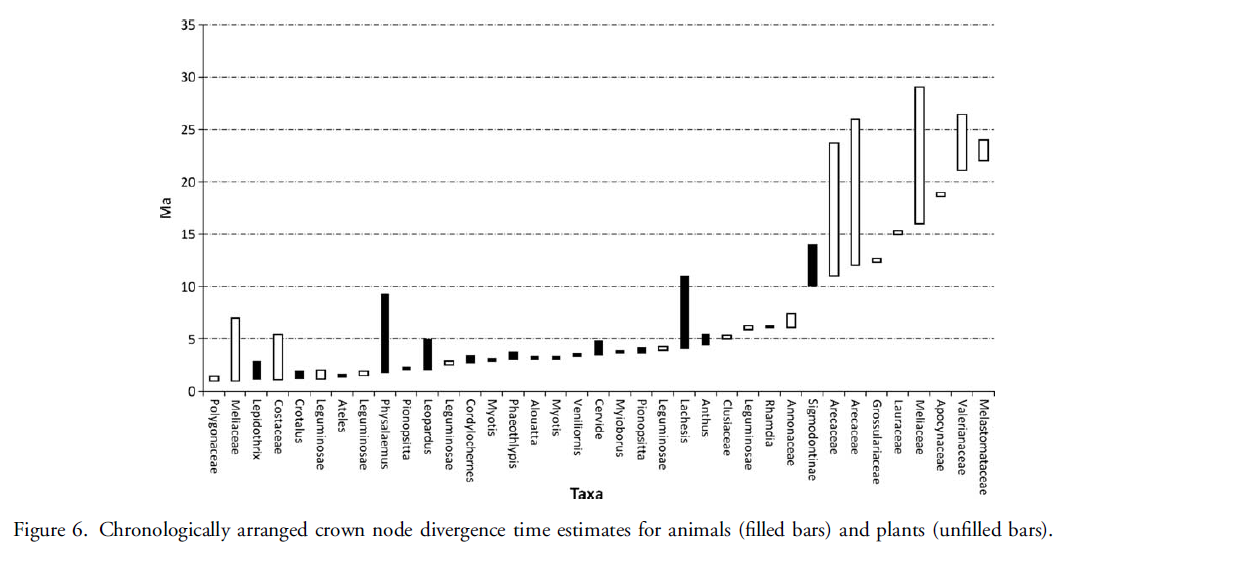 35
30
25
20
15
10
5
0
Ma
Polygonaceae
Meliaceae
Lepidothrix
Costaceae
Crotalus
Leguminosae
Ateles
Leguminosae
Physalaemus
Pionopsitta
Leopardus
Leguminosae
Cordylochernes
Myotis
Phaeothlypis
Alouatta
Myotis
Veniliornis
Cervide
Myioborus
Pionopsitta
Leguminosae
Lachesis
Anthus
Clusiaceae
Leguminosae
Rhamdia
Annonaceae
Sigmodontinae
Arecaceae
Arecaceae
Grossulariaceae
Lauraceae
Meliaceae
Apocynaceae
Valerianaceae
Melastomataceae
Taxa
Figure 6. Chronologically arranged crown node divergence time estimates for animals (filled bars) and plants (unfilled bars).